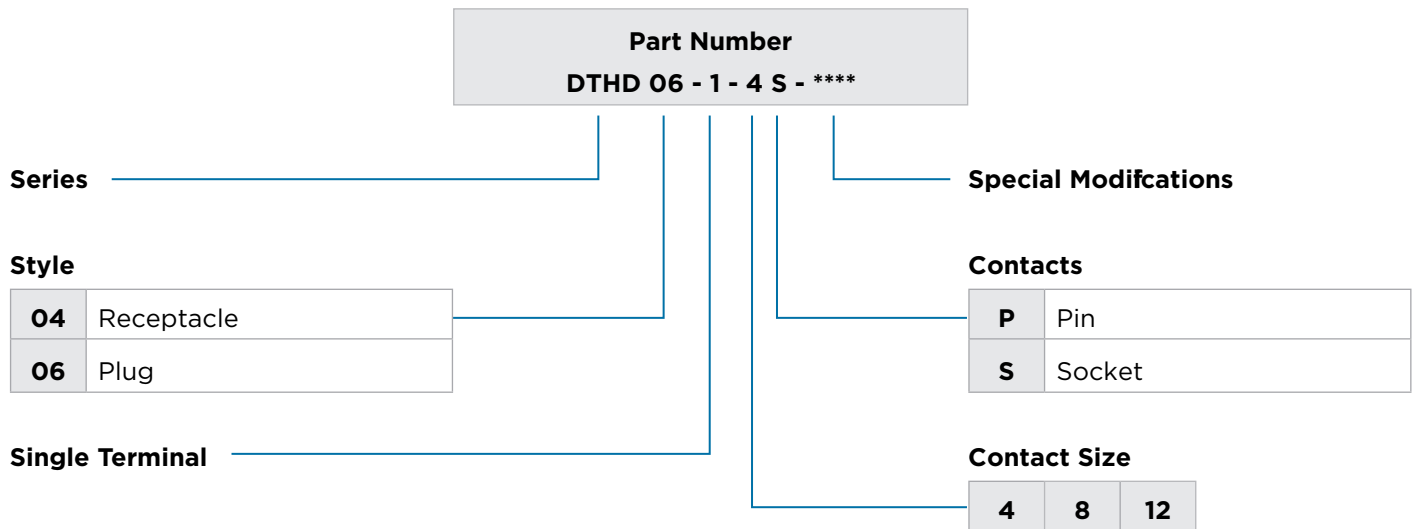 Part Number
DTHD 06 - 1 - 4 S - ****
Series
Special Modifcations
Style
04 Receptacle
06 Plug
Contacts
P Pin
S Socket
Single Terminal
Contact Size
4 8 12